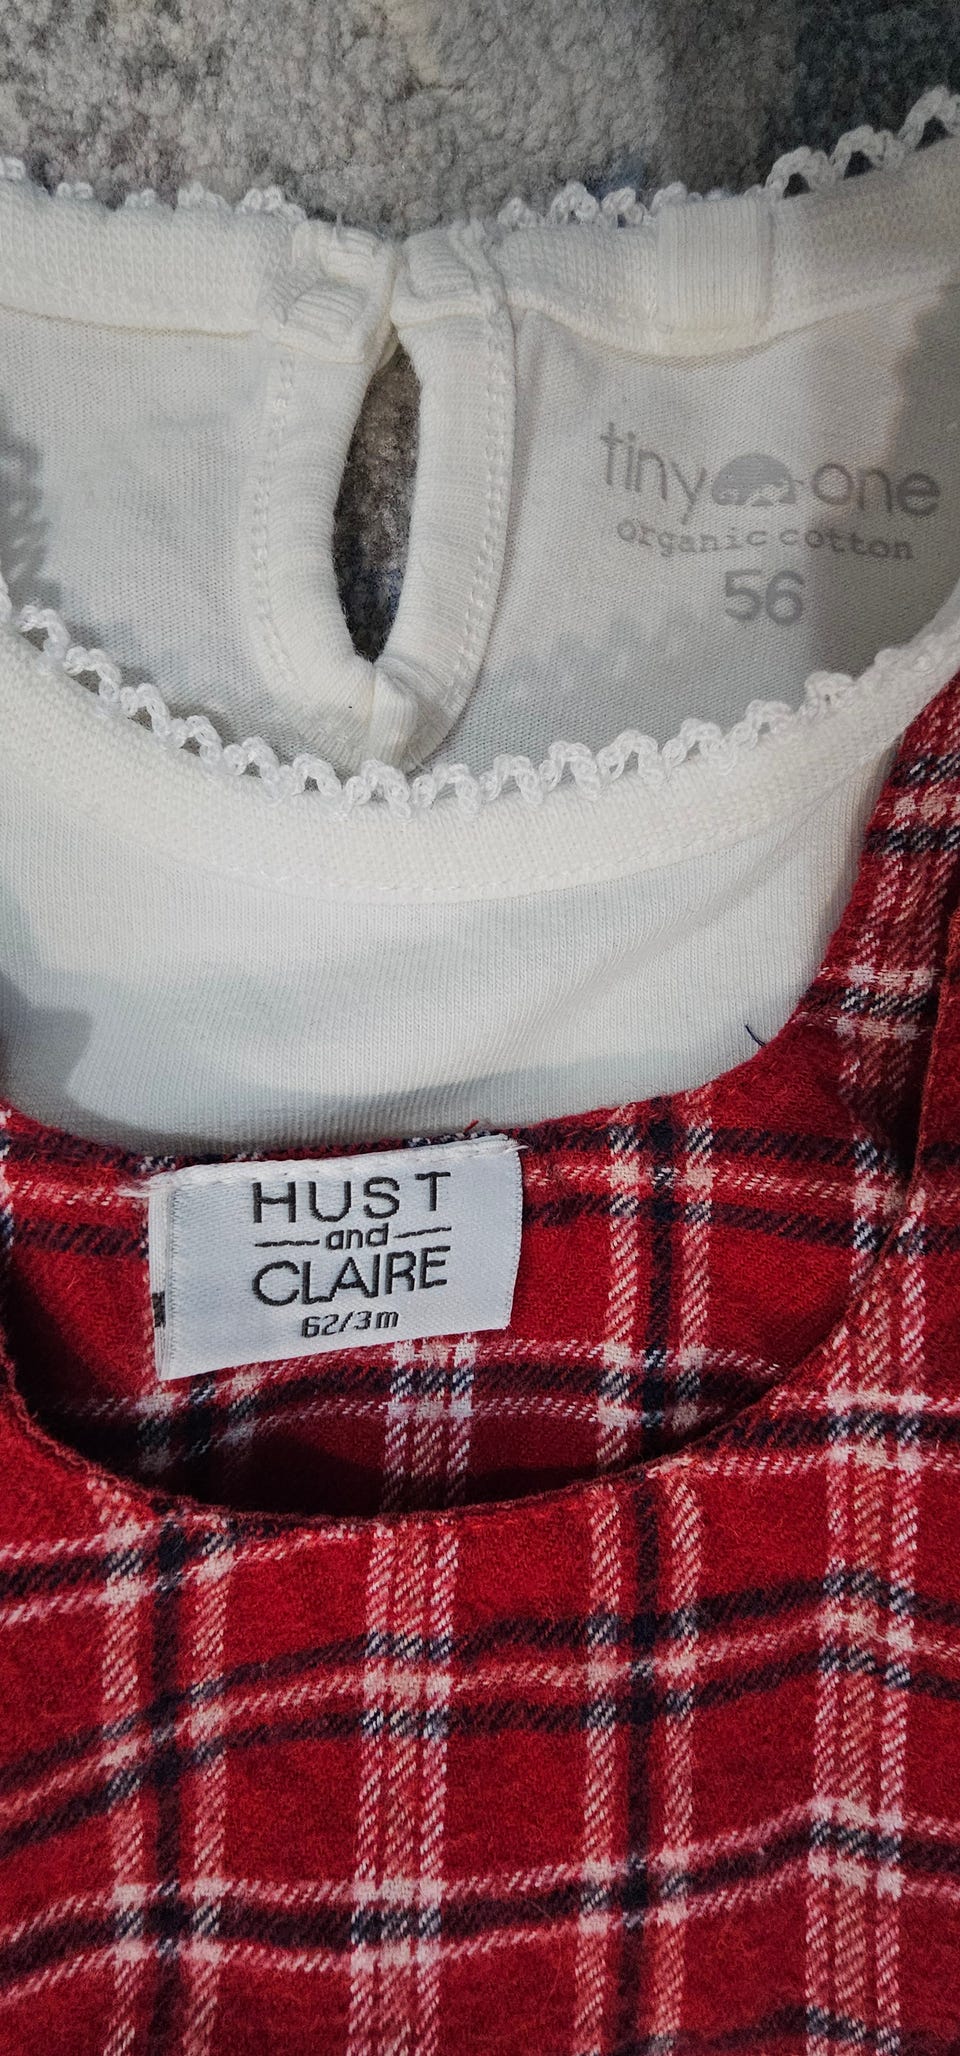 tiny one
organic cotton
56
HUST
and
CLAIRE
62/3m